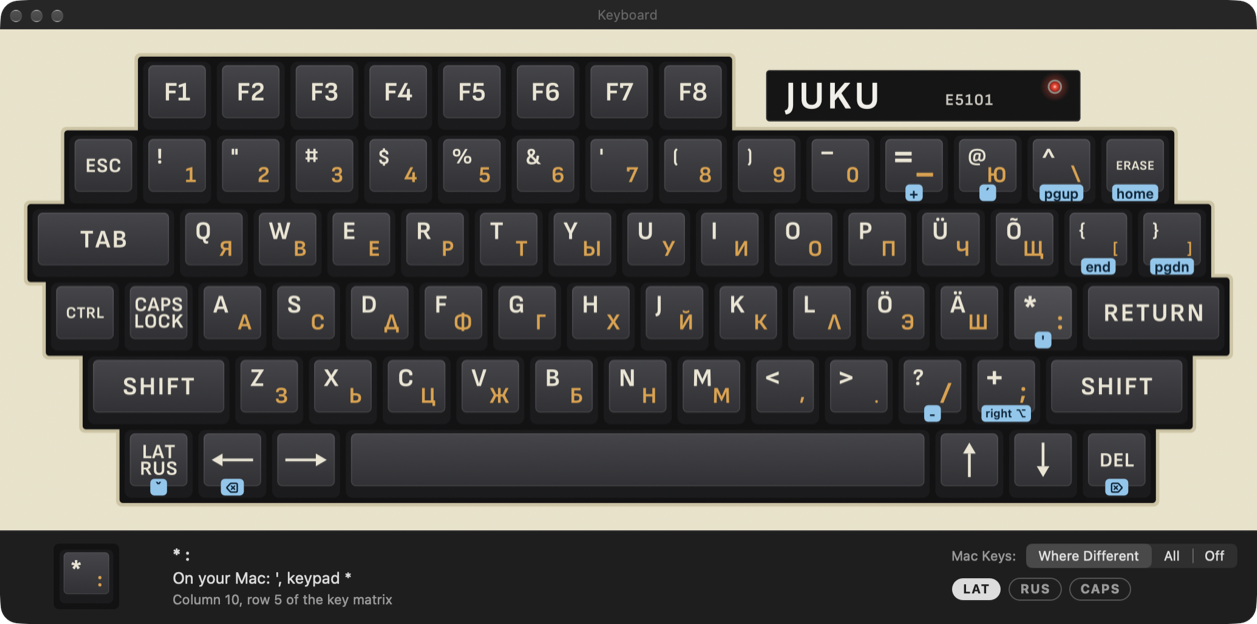 Keyboard
F1 F2 F3 F4 F5 F6 F7 F8
JUKU E5101
ESC ! 1 " 2 # 3 $ 4 % 5 & 6 ' 7 ( 8 ) 9 – 0 = – + @ Ю ´ ^ \ pgup ERASE home
TAB Q Я W В E Е R Р T Т Y Ы U У I И O О P П Ü Ч Õ Щ { [ end } ] pgdn
CTRL CAPS LOCK A А S С D Д F Ф G Г H Х J Й K К L Л Ö Э Ä Ш * : ' RETURN
SHIFT Z З X Ь C Ц V Ж B Б N Н M М < , > . ? / - + ; right ⌥ SHIFT
LAT RUS ˇ ← ⌫ → ↑ ↓ DEL ⌦
* :
* :
On your Mac: ', keypad *
Column 10, row 5 of the key matrix
Mac Keys: Where Different All Off
LAT RUS CAPS